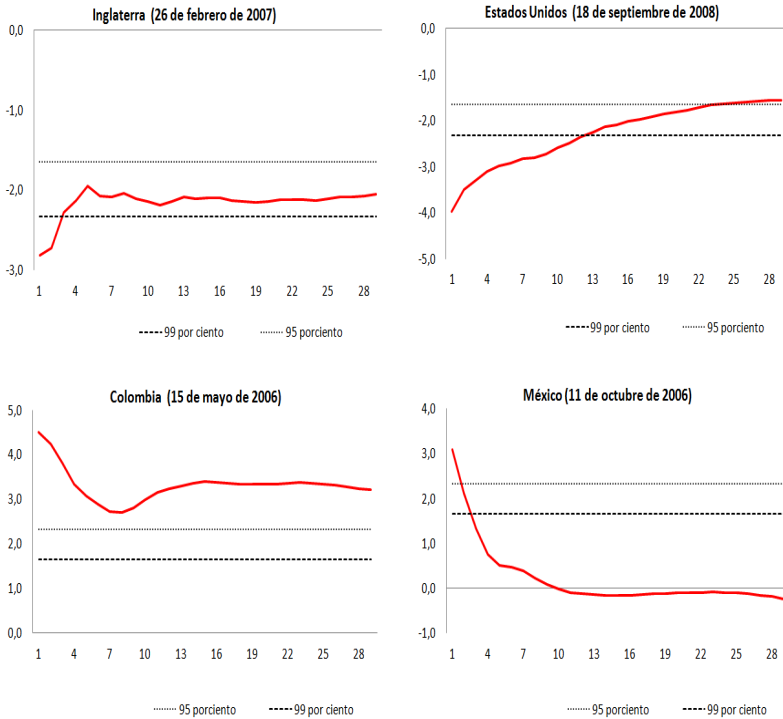 Inglaterra (26 de febrero de 2007)
0,0
-1,0
-2,0
-3,0
1 4 7 10 13 16 19 22 25 28
99 por ciento 95 porciento
Estados Unidos (18 de septiembre de 2008)
0,0
-1,0
-2,0
-3,0
-4,0
-5,0
1 4 7 10 13 16 19 22 25 28
99 por ciento 95 porciento
Colombia (15 de mayo de 2006)
5,0
4,0
3,0
2,0
1,0
0,0
1 4 7 10 13 16 19 22 25 28
95 porciento 99 por ciento
México (11 de octubre de 2006)
4,0
3,0
2,0
1,0
0,0
-1,0
1 4 7 10 13 16 19 22 25 28
95 porciento 99 por ciento